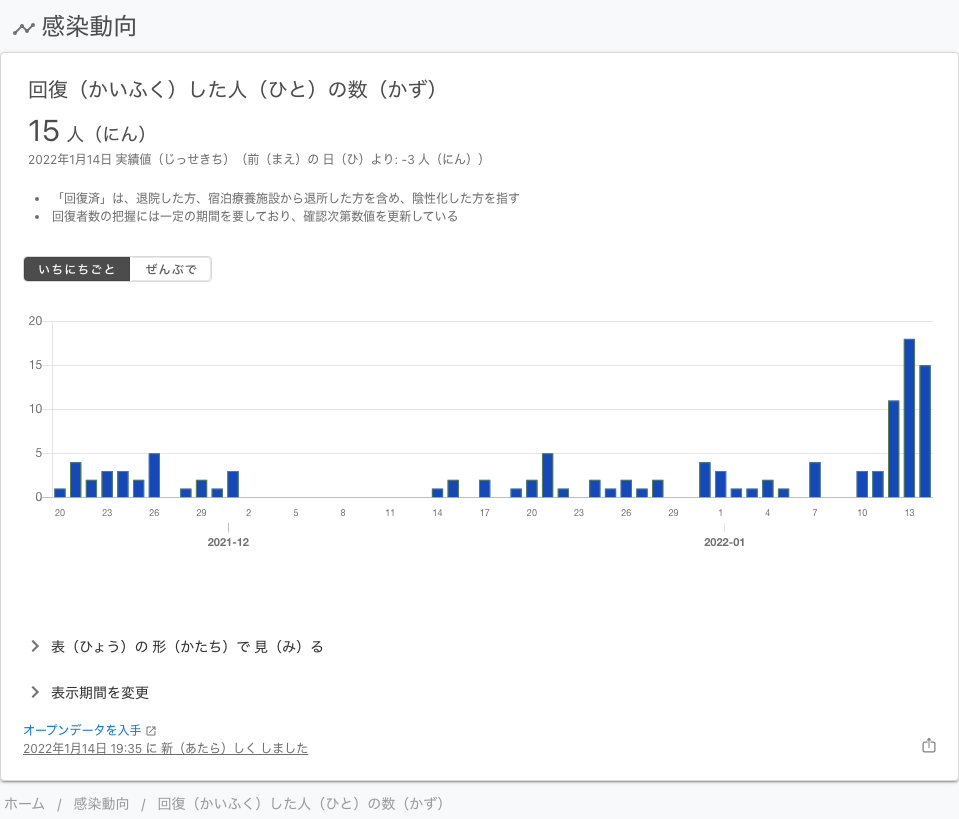 感染動向
回復（かいふく）した人（ひと）の数（かず）
15 人（にん）
2022年1月14日 実績値（じっせきち）（前（まえ）の 日（ひ）より: -3 人（にん））
「回復済」は、退院した方、宿泊療養施設から退所した方を含め、陰性化した方を指す
回復者数の把握には一定の期間を要しており、確認次第数値を更新している
いちにちごと ぜんぶで
20
15
10
5
0
20 23 26 29 2 5 8 11 14 17 20 23 26 29 1 4 7 10 13
2021-12 2022-01
表（ひょう）の 形（かたち）で 見（み）る
表示期間を変更
オープンデータを入手
2022年1月14日 19:35 に 新（あたら）しく しました
ホーム / 感染動向 / 回復（かいふく）した人（ひと）の数（かず）